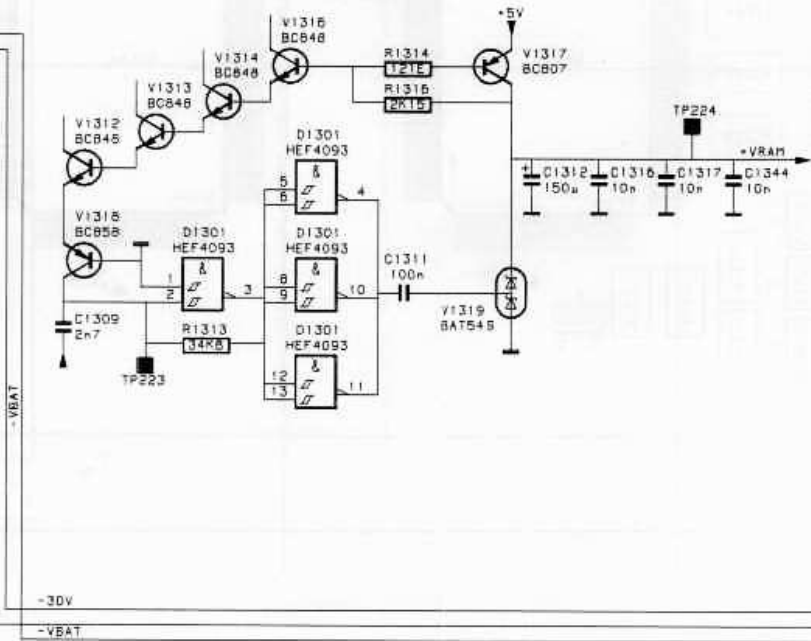 V1316
BC848
+5V
V1314
BC848
R1314
121E
V1317
BC807
V1313
BC848
R1316
2K15
TP224
V1312
BC848
D1301
HEF4093
&
5
6
4
+VRAM
C1312
150µ
C1316
10n
C1317
10n
C1344
10n
+
V1318
BC858
D1301
HEF4093
&
1
2
3
D1301
HEF4093
&
8
9
10
C1311
100n
V1319
BAT54S
C1309
2n7
R1313
34K8
D1301
HEF4093
&
12
13
11
TP223
-VBAT
-30V
-VBAT